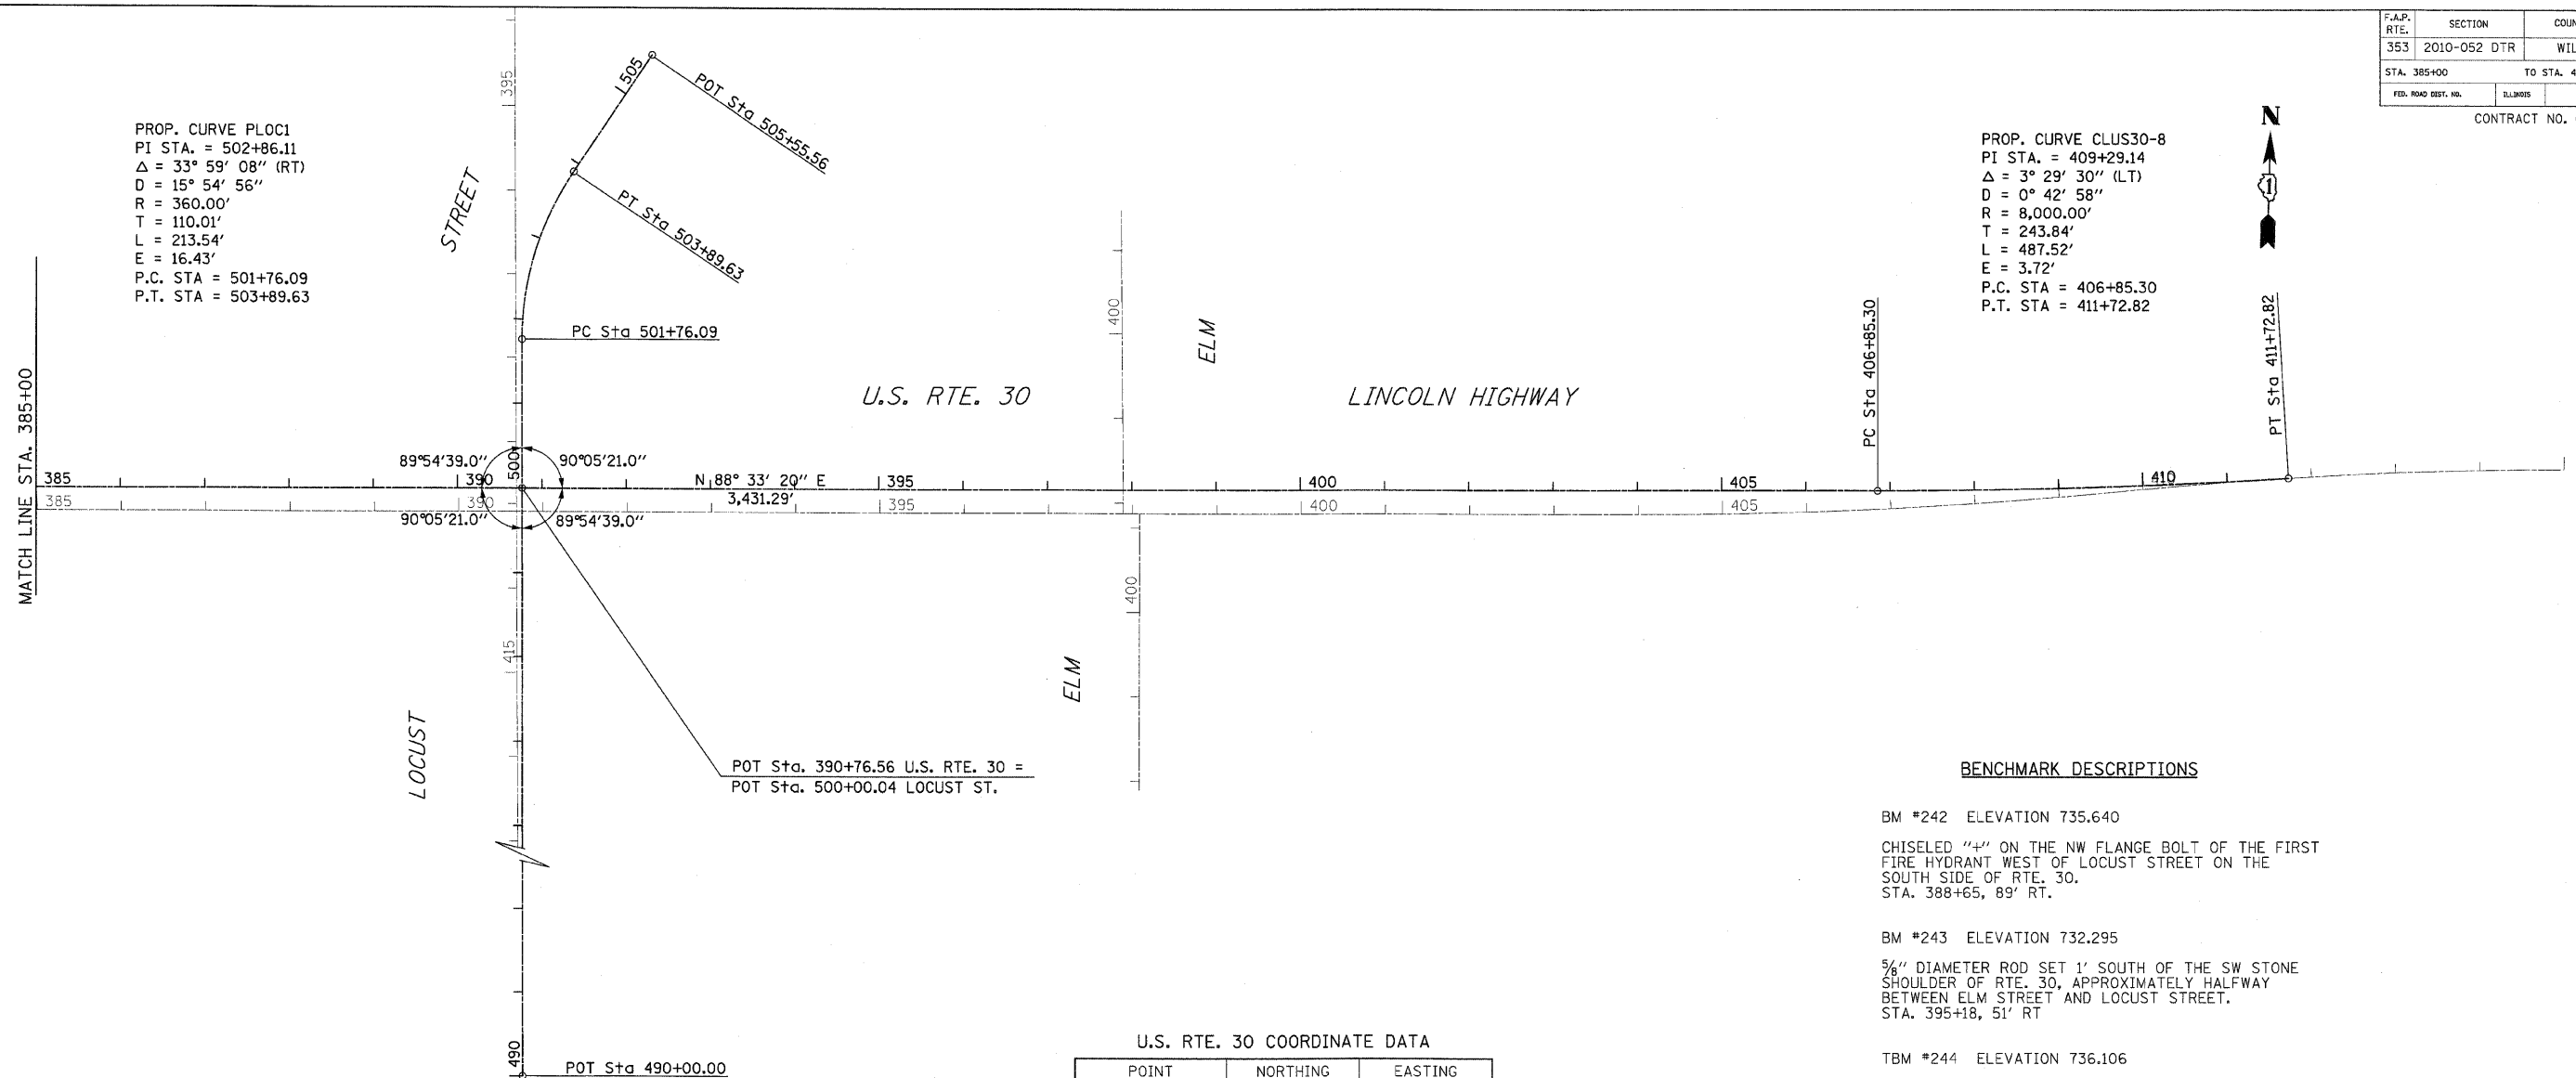 F.A.P. RTE. SECTION
353 2010-052 DTR
STA. 385+00 TO STA.
FED. ROAD DIST. NO. ILLINOIS
CONTRACT NO.
PROP. CURVE PLOC1
PI STA. = 502+86.11
Δ = 33° 59' 08" (RT)
D = 15° 54' 56"
R = 360.00'
T = 110.01'
L = 213.54'
E = 16.43'
P.C. STA = 501+76.09
P.T. STA = 503+89.63
395
505
POT Sta 505+55.56
PT Sta 503+89.63
STREET
PC Sta 501+76.09
PROP. CURVE CLUS30-8
PI STA. = 409+29.14
Δ = 3° 29' 30" (LT)
D = 0° 42' 58"
R = 8,000.00'
T = 243.84'
L = 487.52'
E = 3.72'
P.C. STA = 406+85.30
P.T. STA = 411+72.82
N
1
MATCH LINE STA. 385+00
400
ELM
U.S. RTE. 30
LINCOLN HIGHWAY
PC Sta 406+85.30
PT Sta 411+72.82
89°54'39.0"
500
90°05'21.0"
385
390
N 88° 33' 20" E
395
400
405
410
3,431.29'
385
390
395
400
405
90°05'21.0"
89°54'39.0"
415
400
ELM
LOCUST
POT Sta. 390+76.56 U.S. RTE. 30 =
POT Sta. 500+00.04 LOCUST ST.
490
POT Sta 490+00.00
BENCHMARK DESCRIPTIONS
BM #242 ELEVATION 735.640
CHISELED "+" ON THE NW FLANGE BOLT OF THE FIRST
FIRE HYDRANT WEST OF LOCUST STREET ON THE
SOUTH SIDE OF RTE. 30.
STA. 388+65, 89' RT.
BM #243 ELEVATION 732.295
5/8" DIAMETER ROD SET 1' SOUTH OF THE SW STONE
SHOULDER OF RTE. 30, APPROXIMATELY HALFWAY
BETWEEN ELM STREET AND LOCUST STREET.
STA. 395+18, 51' RT
TBM #244 ELEVATION 736.106
U.S. RTE. 30 COORDINATE DATA
POINT NORTHING EASTING